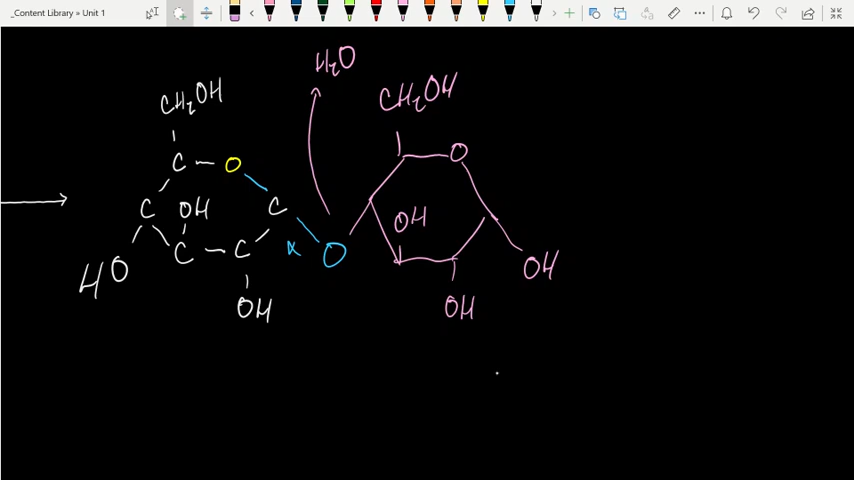 _Content Library » Unit 1
H₂O
CH₂OH
CH₂OH
C - O
O
C OH C
OH
C - C
α O
HO
OH
OH
OH